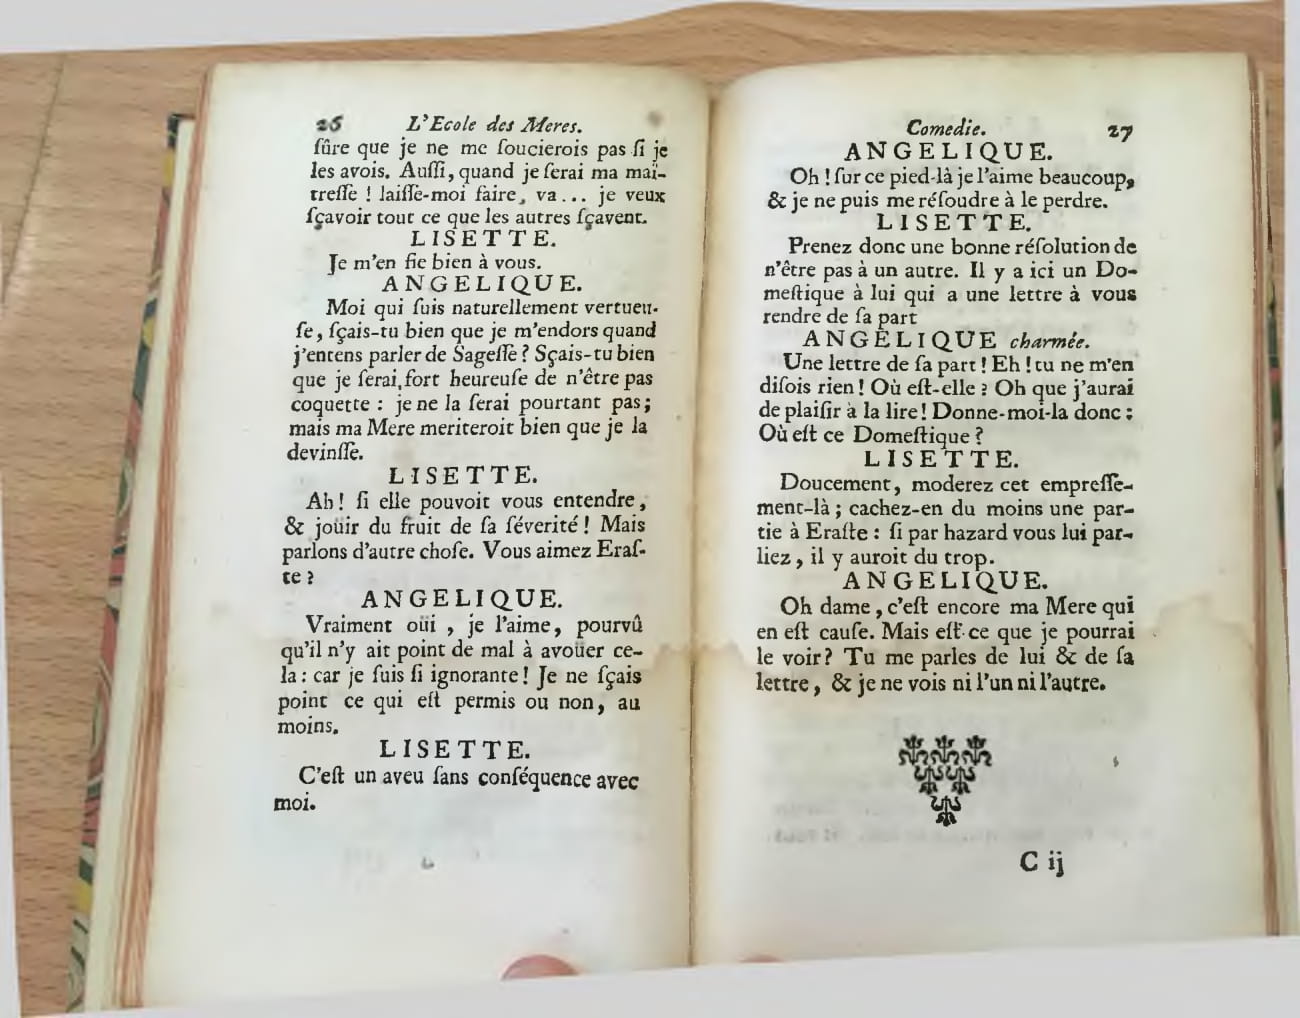 26 L'Ecole des Meres.
ſûre que je ne me ſoucierois pas ſi je
les avois. Auſſi, quand je ſerai ma maî-
treſſe ! laiſſe-moi faire, va... je veux
ſçavoir tout ce que les autres ſçavent.
LISETTE.
Je m'en fie bien à vous.
ANGELIQUE.
Moi qui ſuis naturellement vertueu-
ſe, ſçais-tu bien que je m'endors quand
j'entens parler de Sageſſe ? Sçais-tu bien
que je ſerai fort heureuſe de n'être pas
coquette : je ne la ſerai pourtant pas ;
mais ma Mere meriteroit bien que je la
devinſſe.
LISETTE.
Ah ! ſi elle pouvoit vous entendre,
& joüir du fruit de ſa ſéverité ! Mais
parlons d'autre choſe. Vous aimez Eraſ-
te ?
ANGELIQUE.
Vraiment oüi , je l'aime, pourvû
qu'il n'y ait point de mal à avoüer ce-
la : car je ſuis ſi ignorante ! Je ne ſçais
point ce qui eſt permis ou non, au
moins.
LISETTE.
C'eſt un aveu ſans conſéquence avec
moi.
Comedie. 27
ANGELIQUE.
Oh ! ſur ce pied-là je l'aime beaucoup,
& je ne puis me réſoudre à le perdre.
LISETTE.
Prenez donc une bonne réſolution de
n'être pas à un autre. Il y a ici un Do-
meſtique à lui qui a une lettre à vous
rendre de ſa part
ANGELIQUE charmée.
Une lettre de ſa part ! Eh ! tu ne m'en
diſois rien ! Où eſt-elle ? Oh que j'aurai
de plaiſir à la lire ! Donne-moi-la donc :
Où eſt ce Domeſtique ?
LISETTE.
Doucement, moderez cet empreſſe-
ment-là ; cachez-en du moins une par-
tie à Eraſte : ſi par hazard vous lui par-
liez, il y auroit du trop.
ANGELIQUE.
Oh dame, c'eſt encore ma Mere qui
en eſt cauſe. Mais eſt-ce que je pourrai
le voir ? Tu me parles de lui & de ſa
lettre, & je ne vois ni l'un ni l'autre.
C ij